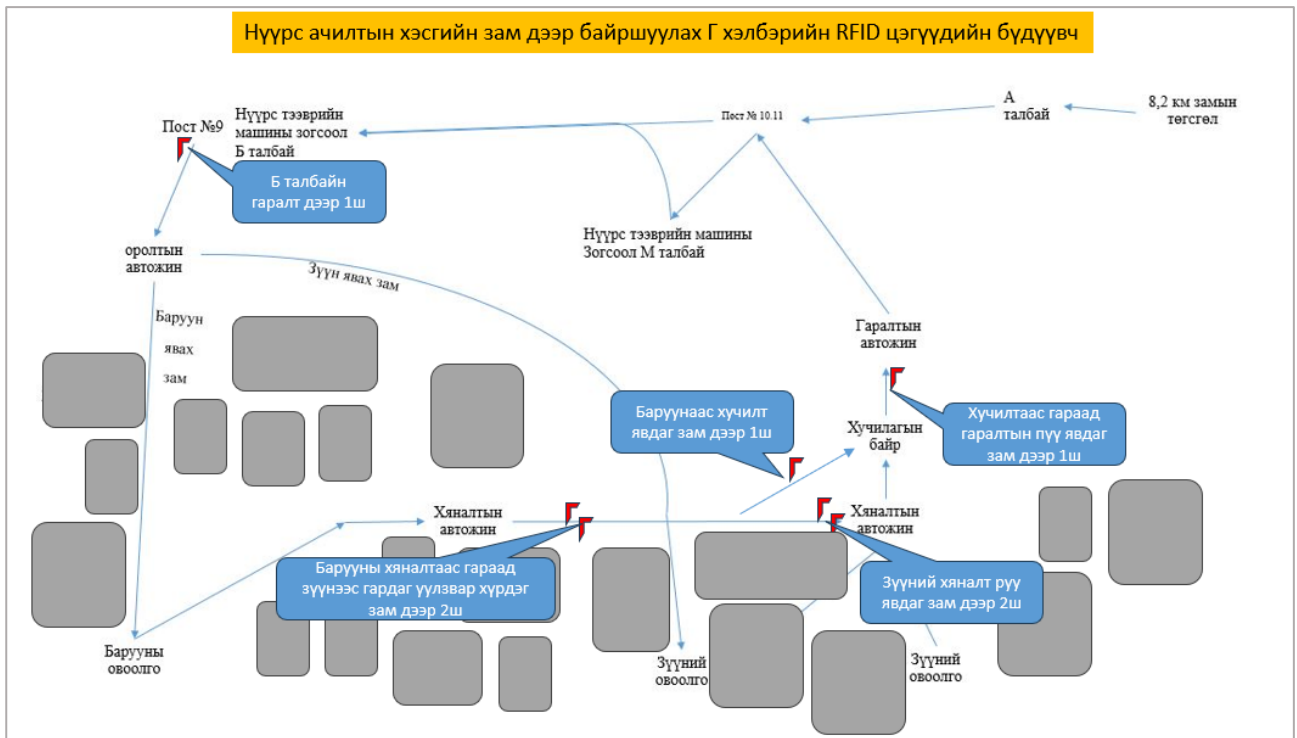 Нүүрс ачилтын хэсгийн зам дээр байршуулах Г хэлбэрийн RFID цэгүүдийн бүдүүвч
А
талбай
8,2 км замын
төгсгөл
Пост № 10.11
Пост №9
Нүүрс тээврийн
машины зогсоол
Б талбай
Б талбайн
гаралт дээр 1ш
Нүүрс тээврийн машины
Зогсоол М талбай
оролтын
автожин
Зүүн явах зам
Баруун
явах
зам
Гаралтын
автожин
Баруунаас хучилт
явдаг зам дээр 1ш
Хучилагын
байр
Хучилтаас гараад
гаралтын пүү явдаг
зам дээр 1ш
Хяналтын
автожин
Хяналтын
автожин
Барууны хяналтаас гараад
зүүнээс гардаг уулзвар хүрдэг
зам дээр 2ш
Зүүний хяналт руу
явдаг зам дээр 2ш
Барууны
овоолго
Зүүний
овоолго
Зүүний
овоолго